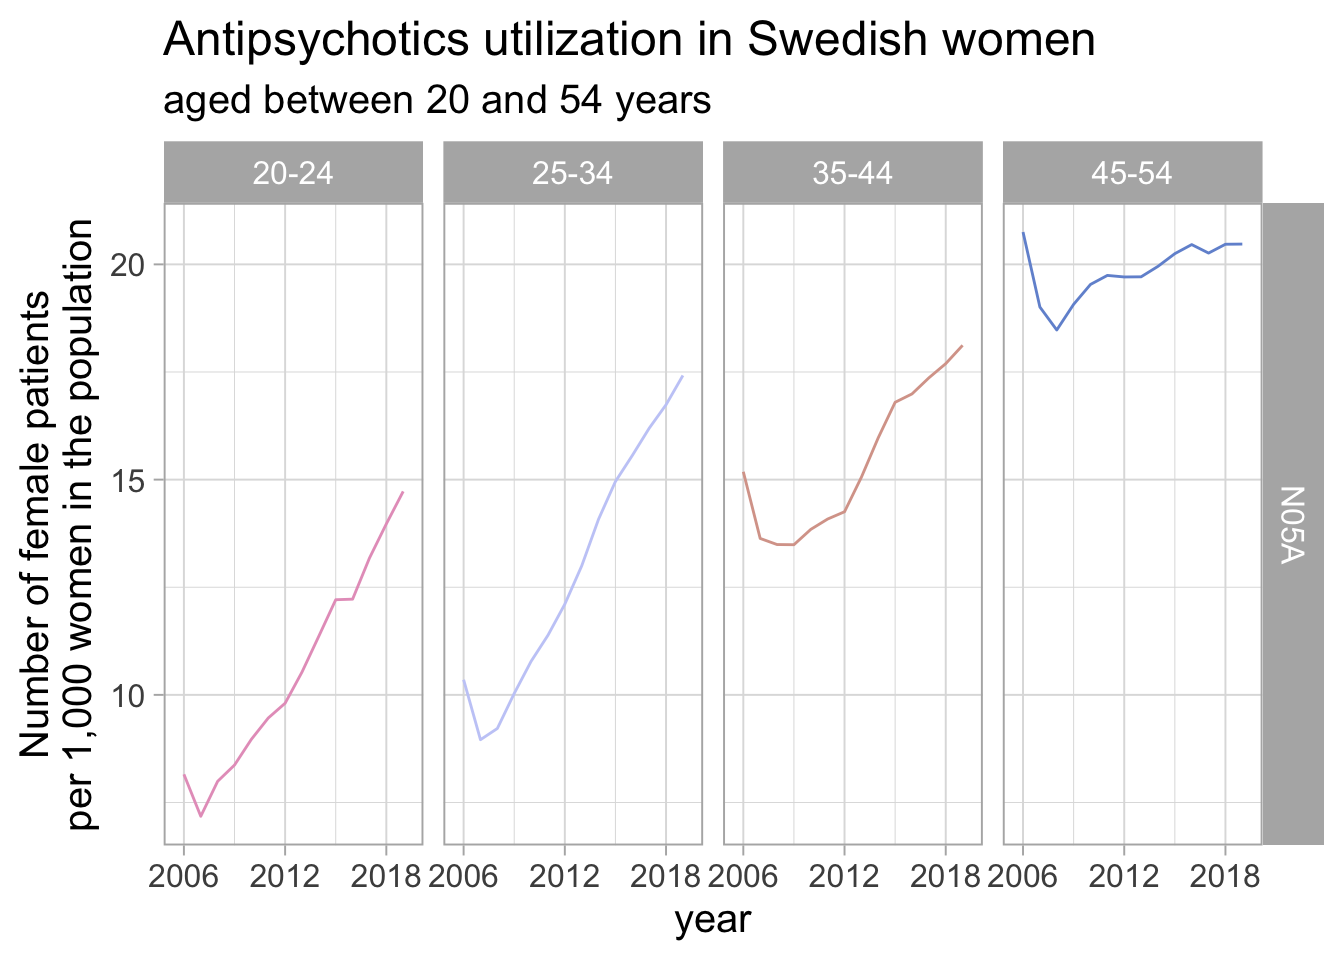 Antipsychotics utilization in Swedish women
aged between 20 and 54 years
20-24
25-34
35-44
45-54
Number of female patients
per 1,000 women in the population
20
15
10
N05A
2006 2012 2018
2006 2012 2018
2006 2012 2018
2006 2012 2018
year